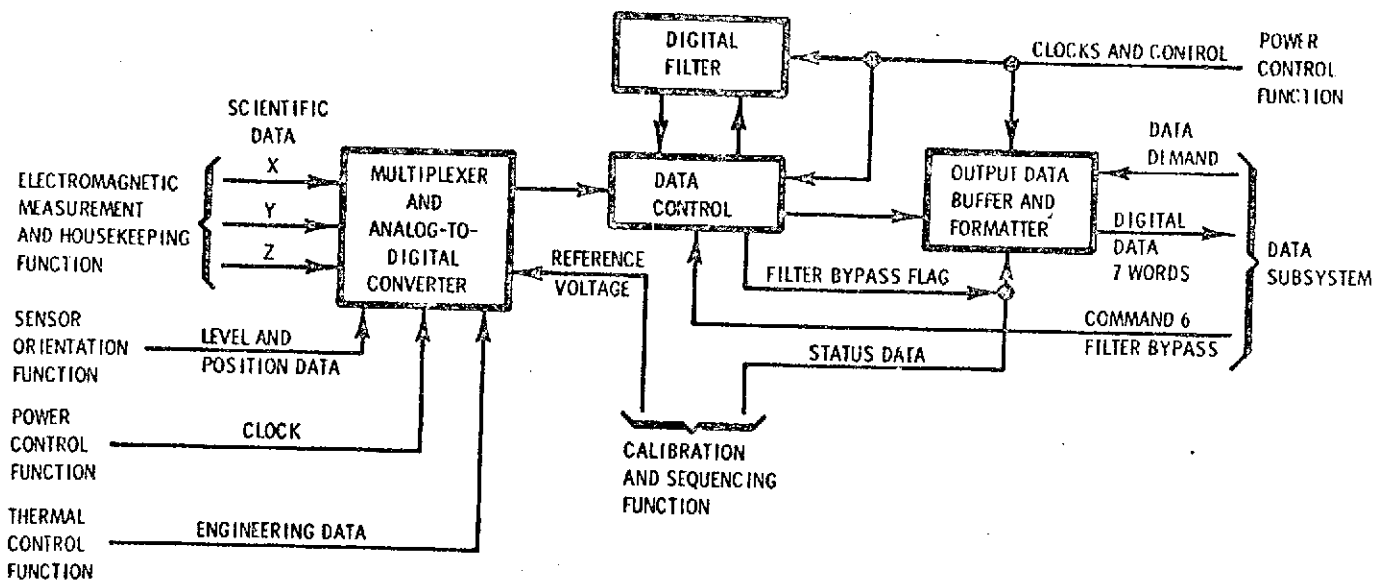 DIGITAL
FILTER
CLOCKS AND CONTROL
POWER
CONTROL
FUNCTION
SCIENTIFIC
DATA
X
Y
Z
ELECTROMAGNETIC
MEASUREMENT
AND HOUSEKEEPING
FUNCTION
MULTIPLEXER
AND
ANALOG-TO-
DIGITAL
CONVERTER
DATA
CONTROL
OUTPUT DATA
BUFFER AND
FORMATTER
DATA
DEMAND
DIGITAL
DATA
7 WORDS
DATA
SUBSYSTEM
REFERENCE
VOLTAGE
FILTER BYPASS FLAG
COMMAND 6
FILTER BYPASS
STATUS DATA
SENSOR
ORIENTATION
FUNCTION
LEVEL AND
POSITION DATA
POWER
CONTROL
FUNCTION
CLOCK
CALIBRATION
AND SEQUENCING
FUNCTION
THERMAL
CONTROL
FUNCTION
ENGINEERING DATA